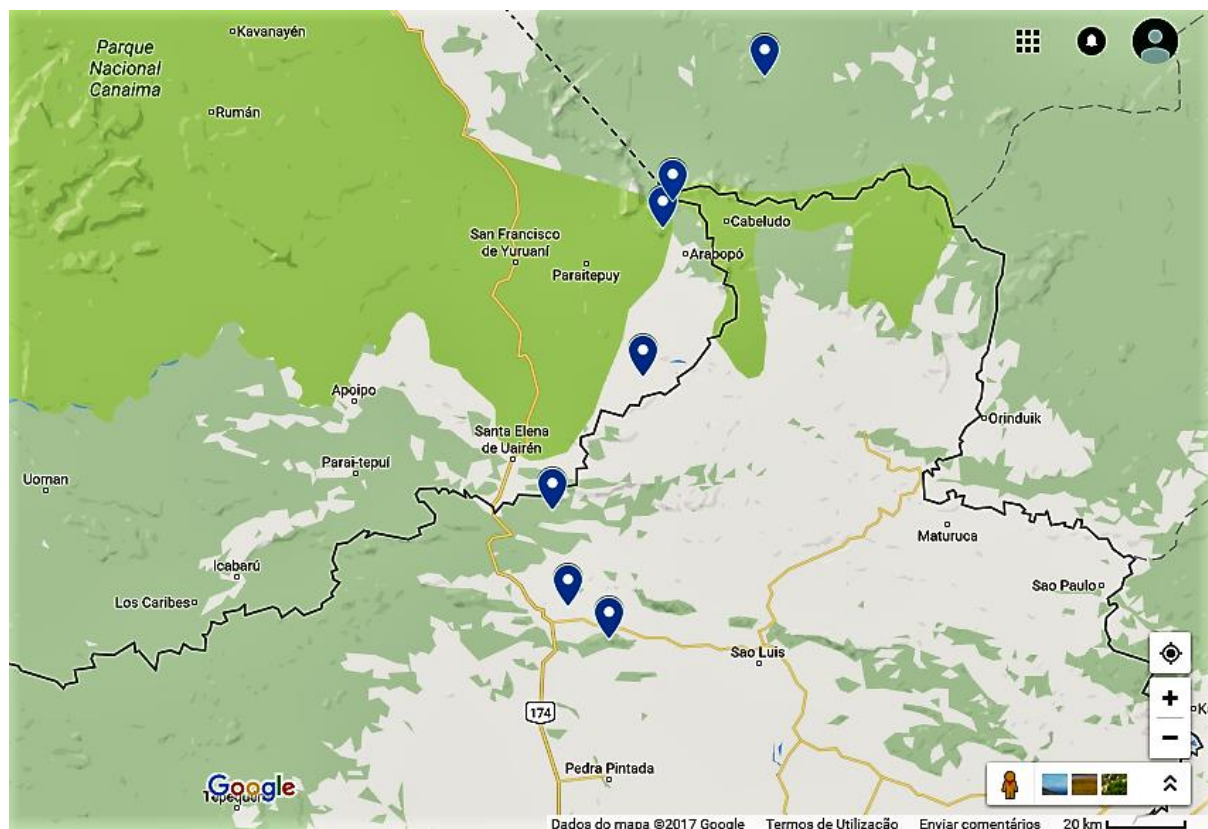 Parque
Nacional
Canaima
Kavanayén
Rumán
San Francisco
de Yuruaní
Paraitepuy
Cabeludo
Arabopó
Apoipo
Santa Elena
de Uairén
Orinduik
Parai-tepuí
Uoman
Maturuca
Icabarú
Los Caribes
Sao Paulo
Sao Luis
174
Pedra Pintada
Google
Dados do mapa ©2017 Google Termos de Utilização Enviar comentários 20 km